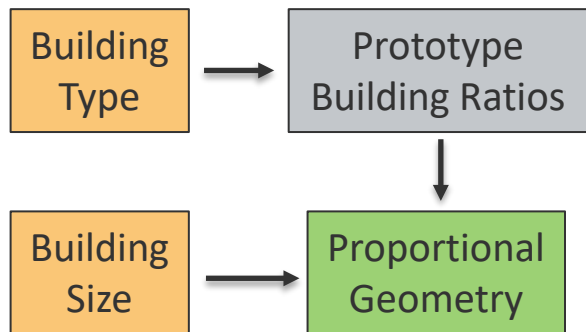 Building
Type
Prototype
Building Ratios
Building
Size
Proportional
Geometry